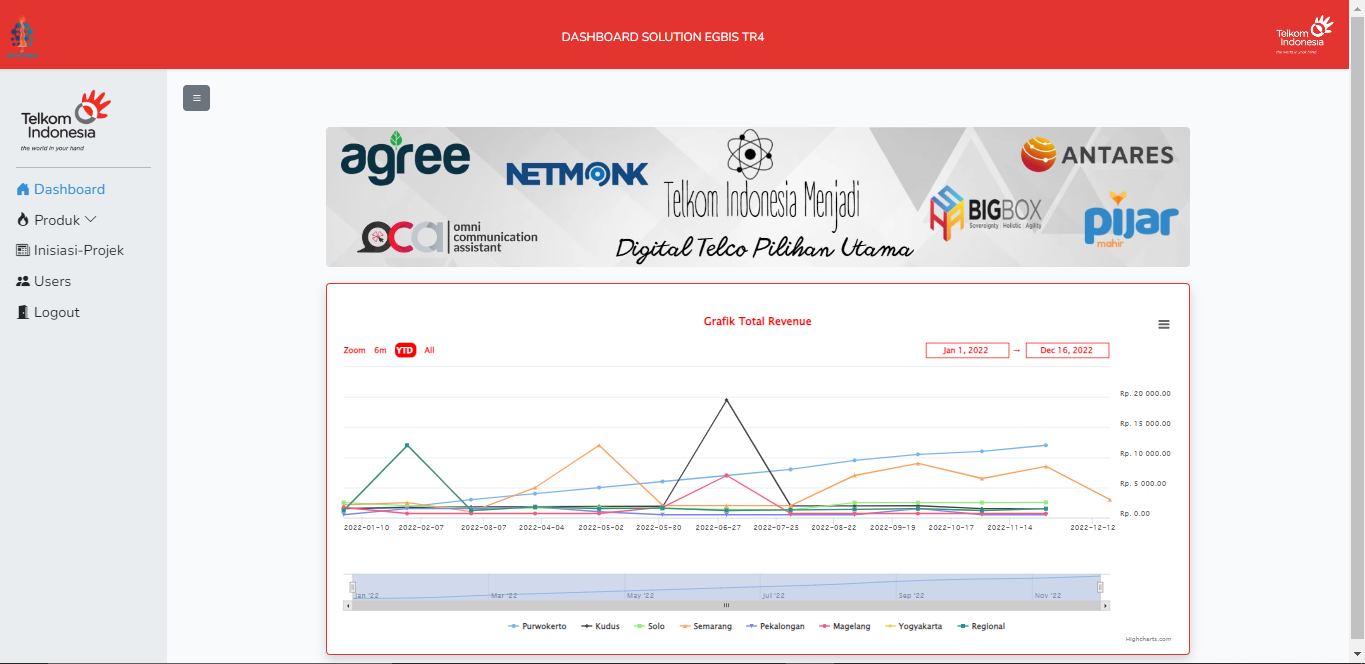 DASHBOARD SOLUTION EGBIS TR4
Telkom
Indonesia
the world in your hand
Telkom
Indonesia
the world in your hand
Dashboard
Produk
Inisiasi-Projek
Users
Logout
agree
NETMONK
Telkom Indonesia Menjadi
Digital Telco Pilihan Utama
oca
omni
communication
assistant
ANTARES
BIGBOX
Sovereignty Holistic Agility
pijar
mahir
Grafik Total Revenue
Zoom 6m YTD All
Jan 1, 2022 → Dec 16, 2022
Rp. 20 000.00
Rp. 15 000.00
Rp. 10 000.00
Rp. 5 000.00
Rp. 0.00
2022-01-10 2022-02-07 2022-03-07 2022-04-04 2022-05-02 2022-05-30 2022-06-27 2022-07-25 2022-08-22 2022-09-19 2022-10-17 2022-11-14 2022-12-12
Jan '22 Mar '22 May '22 Jul '22 Sep '22 Nov '22
Purwokerto Kudus Solo Semarang Pekalongan Magelang Yogyakarta Regional
Highcharts.com